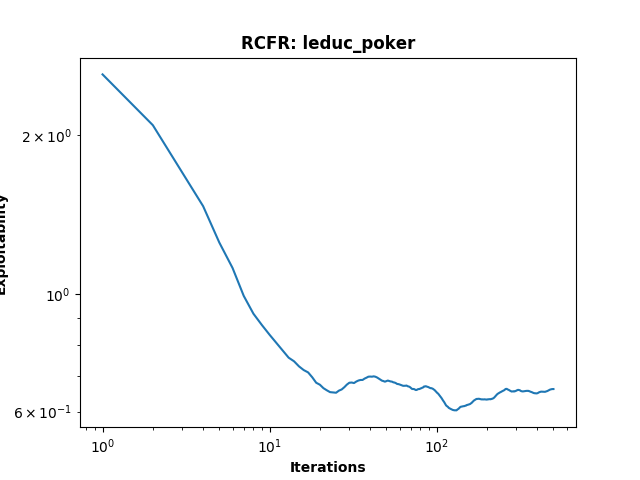 RCFR: leduc_poker
Exploitability
2 × 10⁰
10⁰
6 × 10⁻¹
10⁰ 10¹ 10²
Iterations